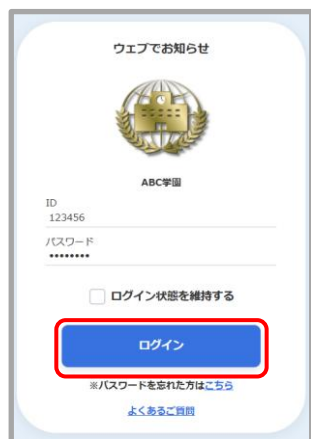 ウェブでお知らせ
ABC学園
ID
123456
パスワード
••••••••
ログイン状態を維持する
ログイン
※パスワードを忘れた方はこちら
よくあるご質問